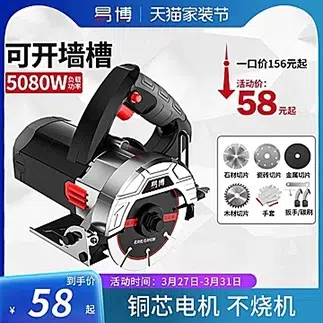 易博 天猫家装节
可开墙槽
5080W 负载功率
一口价156元起
活动价:
58元起
易博
石材切片 瓷砖切片 金属切片
木材切片 手套 扳手/碳刷
活动时间:3月27日-3月31日
¥58起
铜芯电机 不烧机